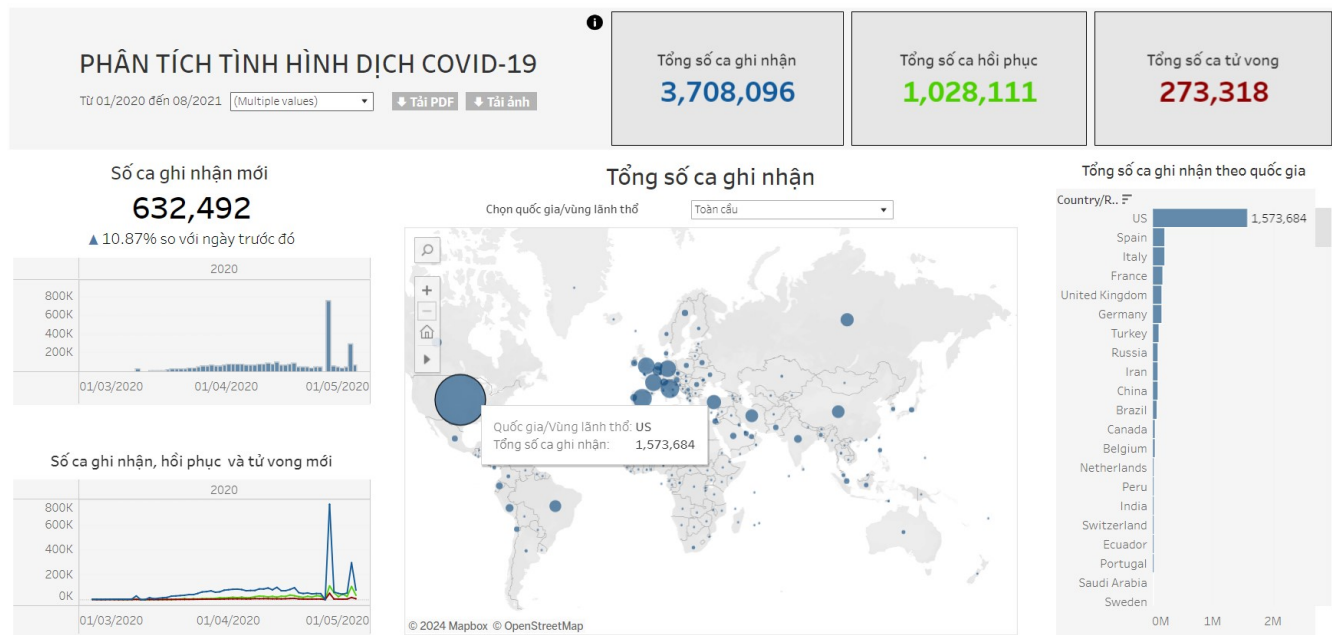 PHÂN TÍCH TÌNH HÌNH DỊCH COVID-19
Từ 01/2020 đến 08/2021 (Multiple values) Tải PDF Tải ảnh
i
Tổng số ca ghi nhận
3,708,096
Tổng số ca hồi phục
1,028,111
Tổng số ca tử vong
273,318
Số ca ghi nhận mới
632,492
▲ 10.87% so với ngày trước đó
2020
800K
600K
400K
200K
01/03/2020 01/04/2020 01/05/2020
Số ca ghi nhận, hồi phục và tử vong mới
2020
800K
600K
400K
200K
0K
01/03/2020 01/04/2020 01/05/2020
Tổng số ca ghi nhận
Chọn quốc gia/vùng lãnh thổ Toàn cầu
Quốc gia/Vùng lãnh thổ: US
Tổng số ca ghi nhận: 1,573,684
© 2024 Mapbox © OpenStreetMap
Tổng số ca ghi nhận theo quốc gia
Country/R..
US 1,573,684
Spain
Italy
France
United Kingdom
Germany
Turkey
Russia
Iran
China
Brazil
Canada
Belgium
Netherlands
Peru
India
Switzerland
Ecuador
Portugal
Saudi Arabia
Sweden
0M 1M 2M